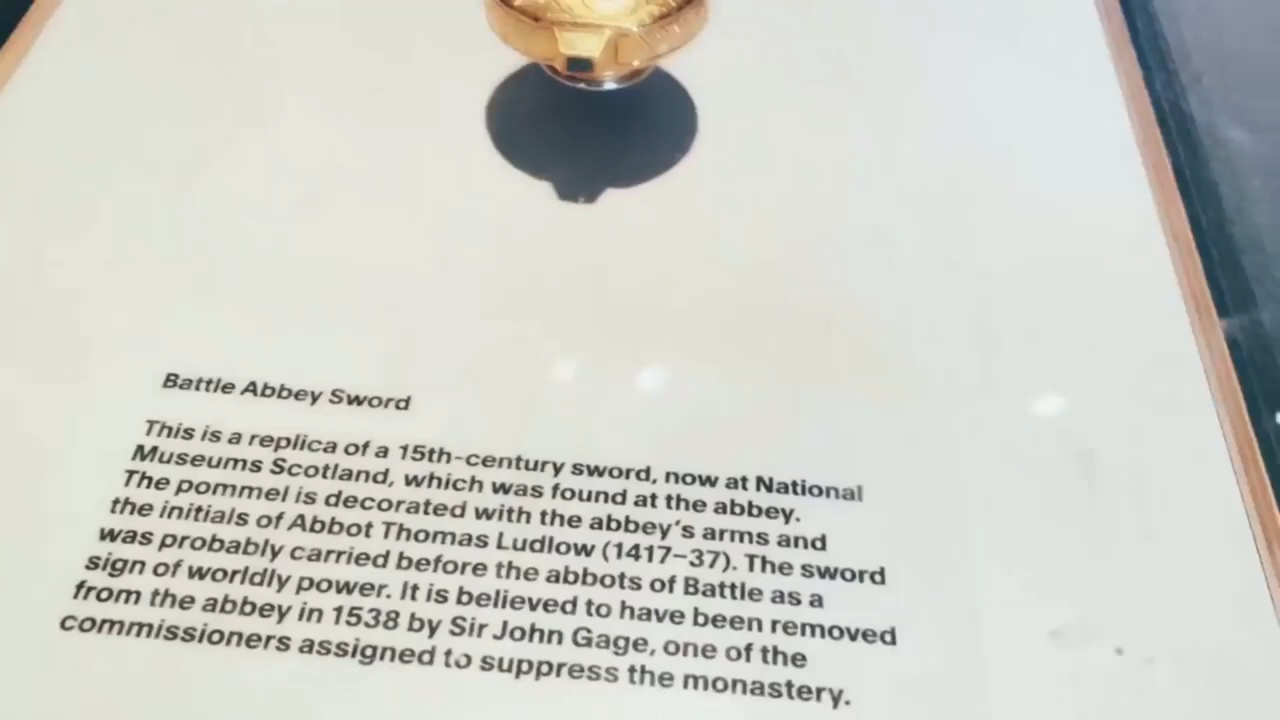 Battle Abbey Sword
This is a replica of a 15th-century sword, now at National
Museums Scotland, which was found at the abbey.
The pommel is decorated with the abbey's arms and
the initials of Abbot Thomas Ludlow (1417–37). The sword
was probably carried before the abbots of Battle as a
sign of worldly power. It is believed to have been removed
from the abbey in 1538 by Sir John Gage, one of the
commissioners assigned to suppress the monastery.